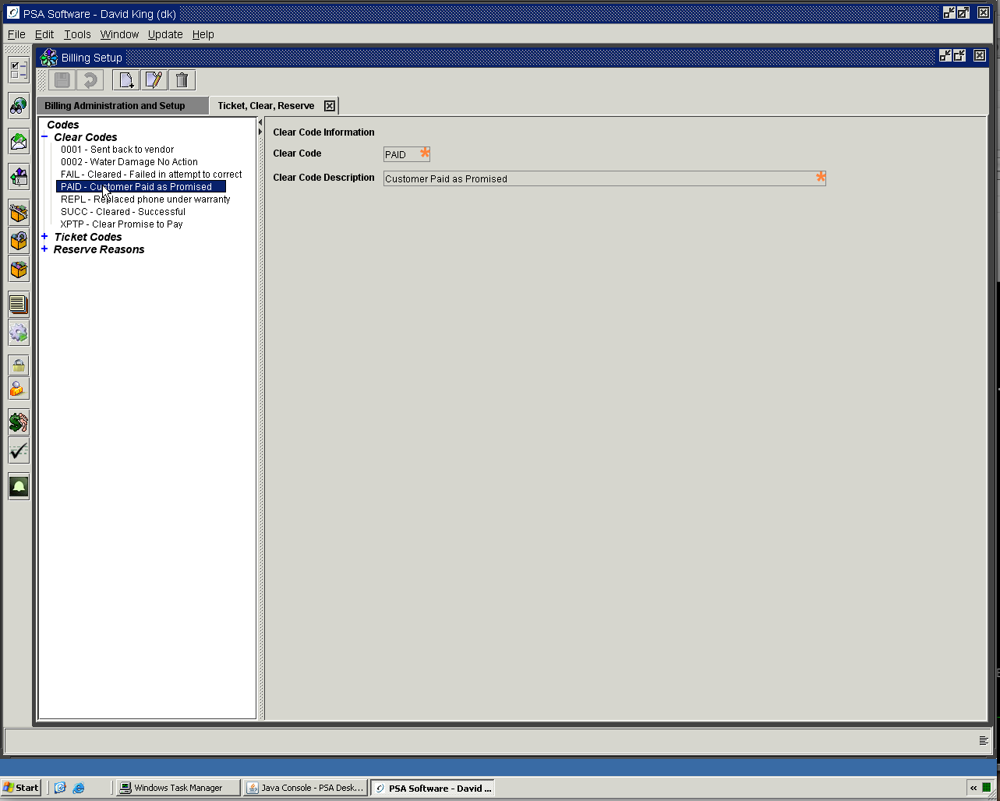 PSA Software - David King (dk)
File Edit Tools Window Update Help
Billing Setup
Billing Administration and Setup
Ticket, Clear, Reserve
Codes
Clear Codes
0001 - Sent back to vendor
0002 - Water Damage No Action
FAIL - Cleared - Failed in attempt to correct
PAID - Customer Paid as Promised
REPL - Replaced phone under warranty
SUCC - Cleared - Successful
XPTP - Clear Promise to Pay
Ticket Codes
Reserve Reasons
Clear Code Information
Clear Code PAID *
Clear Code Description Customer Paid as Promised *
Start Windows Task Manager Java Console - PSA Desk... PSA Software - David ... «